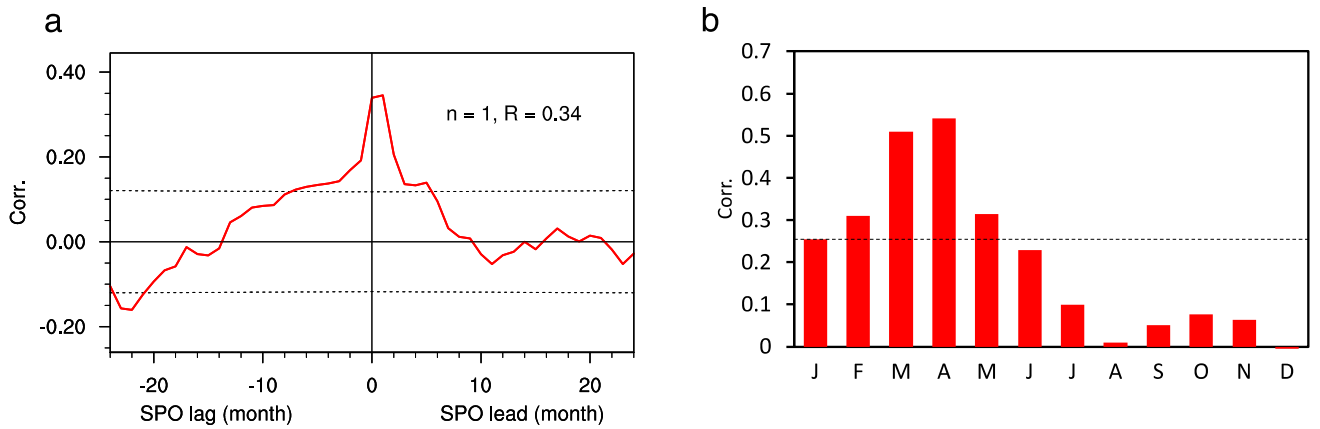 a
0.40
0.20
0.00
-0.20
Corr.
n = 1, R = 0.34
-20 -10 0 10 20
SPO lag (month) SPO lead (month)
b
0.7
0.6
0.5
0.4
0.3
0.2
0.1
0
Corr.
J F M A M J J A S O N D